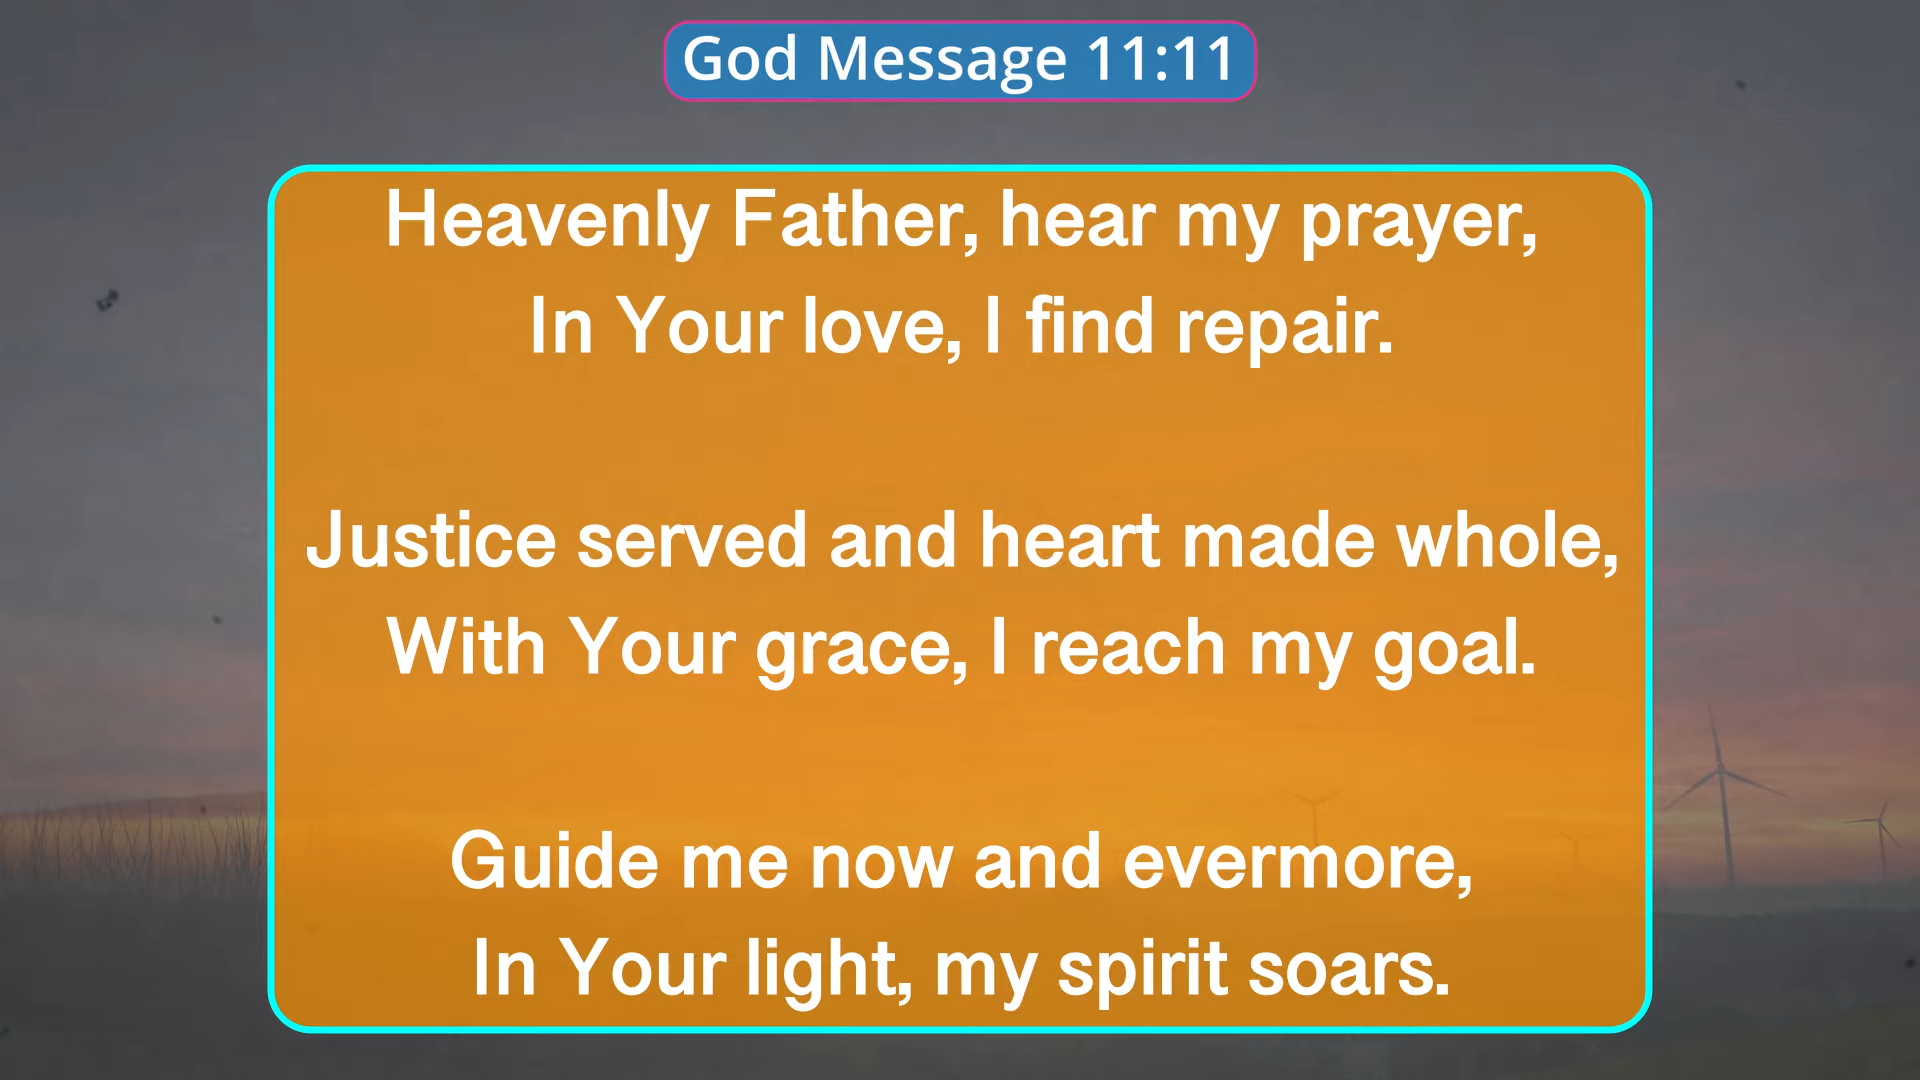 God Message 11:11
Heavenly Father, hear my prayer,
In Your love, I find repair.
Justice served and heart made whole,
With Your grace, I reach my goal.
Guide me now and evermore,
In Your light, my spirit soars.